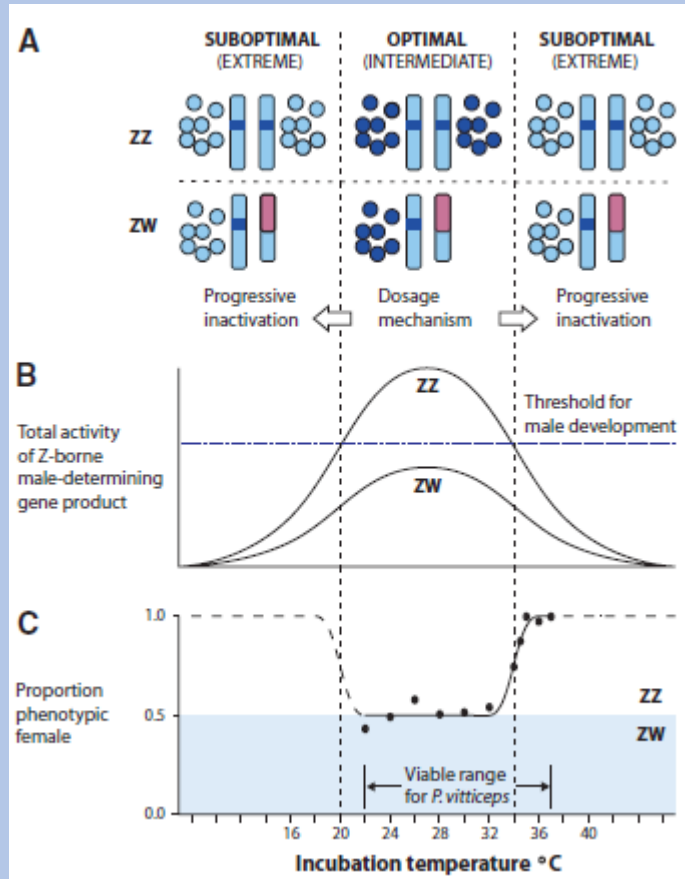 A
SUBOPTIMAL OPTIMAL SUBOPTIMAL
(EXTREME) (INTERMEDIATE) (EXTREME)
ZZ
ZW
Progressive Dosage Progressive
inactivation mechanism inactivation
B
ZZ
Threshold for
male development
Total activity
of Z-borne
male-determining
gene product
ZW
C
1.0
Proportion
phenotypic
female
0.5
ZZ
ZW
Viable range
for P. vitticeps
0.0
16 20 24 28 32 36 40
Incubation temperature °C